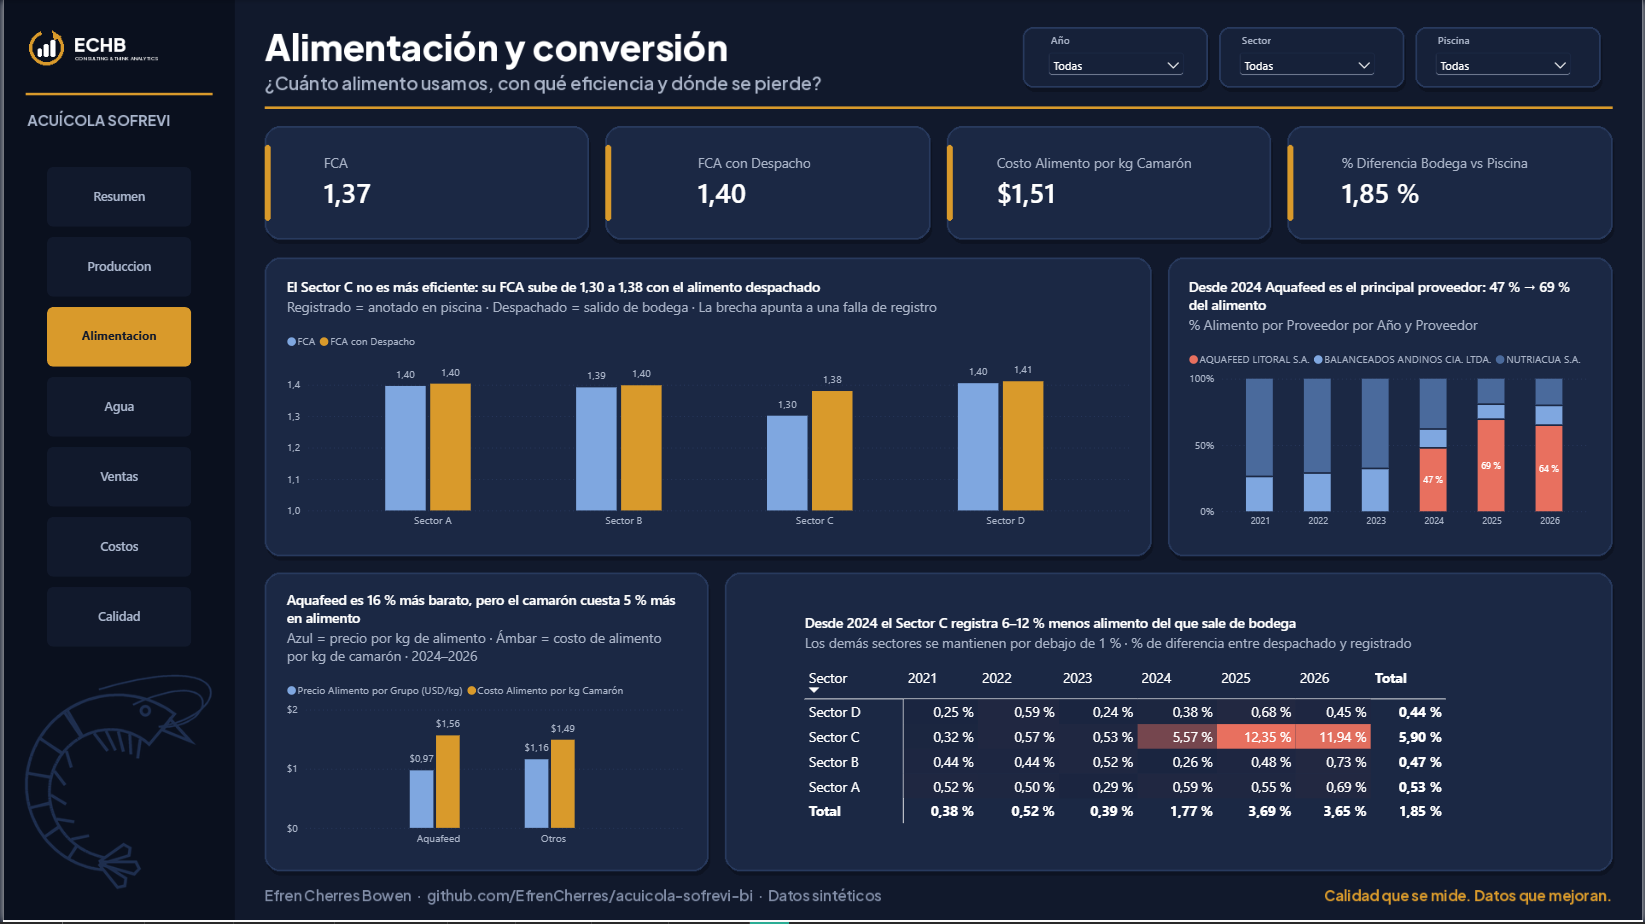 ECHB
CONSULTING & THINK ANALYTICS
ACUÍCOLA SOFREVI
Resumen
Produccion
Alimentacion
Agua
Ventas
Costos
Calidad
Alimentación y conversión
¿Cuánto alimento usamos, con qué eficiencia y dónde se pierde?
Año
Todas
Sector
Todas
Piscina
Todas
FCA
1,37
FCA con Despacho
1,40
Costo Alimento por kg Camarón
$1,51
% Diferencia Bodega vs Piscina
1,85 %
El Sector C no es más eficiente: su FCA sube de 1,30 a 1,38 con el alimento despachado
Registrado = anotado en piscina · Despachado = salido de bodega · La brecha apunta a una falla de registro
FCA FCA con Despacho
1,4
1,3
1,2
1,1
1,0
1,40 1,40 1,39 1,40 1,30 1,38 1,40 1,41
Sector A Sector B Sector C Sector D
Desde 2024 Aquafeed es el principal proveedor: 47 % → 69 %
del alimento
% Alimento por Proveedor por Año y Proveedor
AQUAFEED LITORAL S.A. BALANCEADOS ANDINOS CIA. LTDA. NUTRIACUA S.A.
100%
50%
0%
47 % 69 % 64 %
2021 2022 2023 2024 2025 2026
Aquafeed es 16 % más barato, pero el camarón cuesta 5 % más
en alimento
Azul = precio por kg de alimento · Ámbar = costo de alimento
por kg de camarón · 2024–2026
Precio Alimento por Grupo (USD/kg) Costo Alimento por kg Camarón
$2
$1
$0
$0,97 $1,56 $1,16 $1,49
Aquafeed Otros
Desde 2024 el Sector C registra 6–12 % menos alimento del que sale de bodega
Los demás sectores se mantienen por debajo de 1 % · % de diferencia entre despachado y registrado
Sector 2021 2022 2023 2024 2025 2026 Total
Sector D 0,25 % 0,59 % 0,24 % 0,38 % 0,68 % 0,45 % 0,44 %
Sector C 0,32 % 0,57 % 0,53 % 5,57 % 12,35 % 11,94 % 5,90 %
Sector B 0,44 % 0,44 % 0,52 % 0,26 % 0,48 % 0,73 % 0,47 %
Sector A 0,52 % 0,50 % 0,29 % 0,59 % 0,55 % 0,69 % 0,53 %
Total 0,38 % 0,52 % 0,39 % 1,77 % 3,69 % 3,65 % 1,85 %
Efren Cherres Bowen · github.com/EfrenCherres/acuicola-sofrevi-bi · Datos sintéticos
Calidad que se mide. Datos que mejoran.